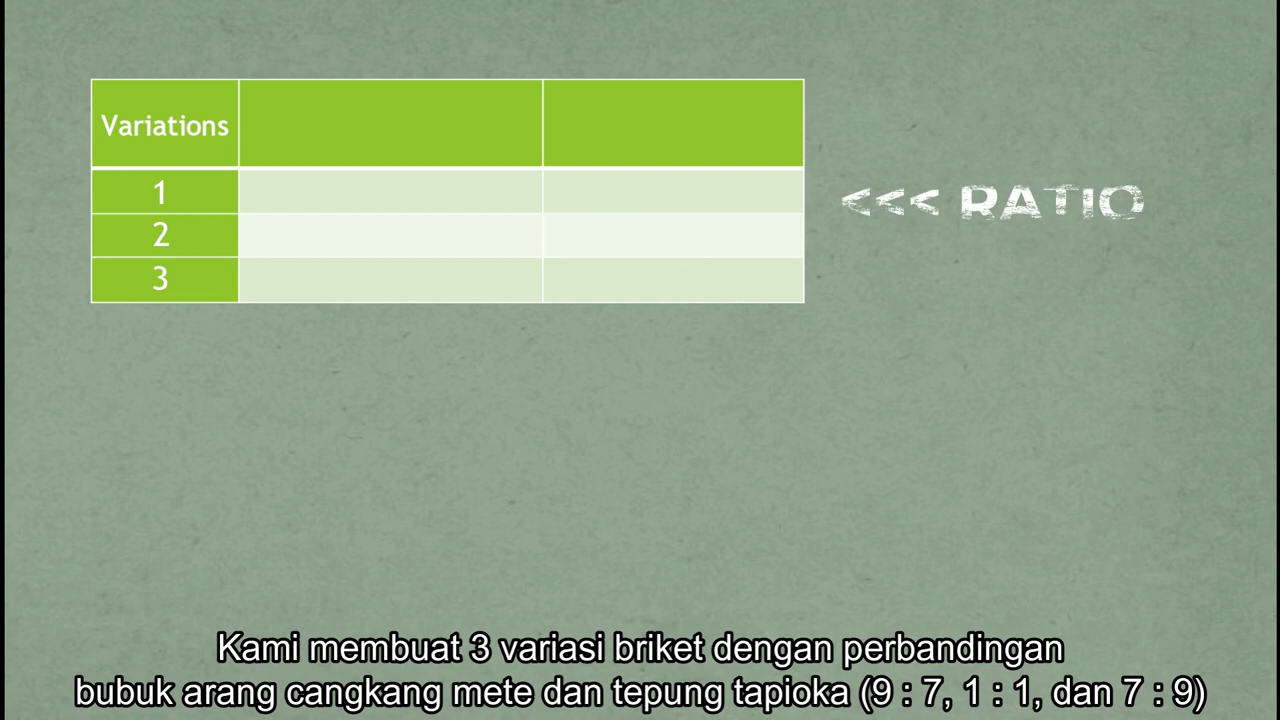 Variations
1
<<< RATIO
2
3
Kami membuat 3 variasi briket dengan perbandingan
bubuk arang cangkang mete dan tepung tapioka (9 : 7, 1 : 1, dan 7 : 9)